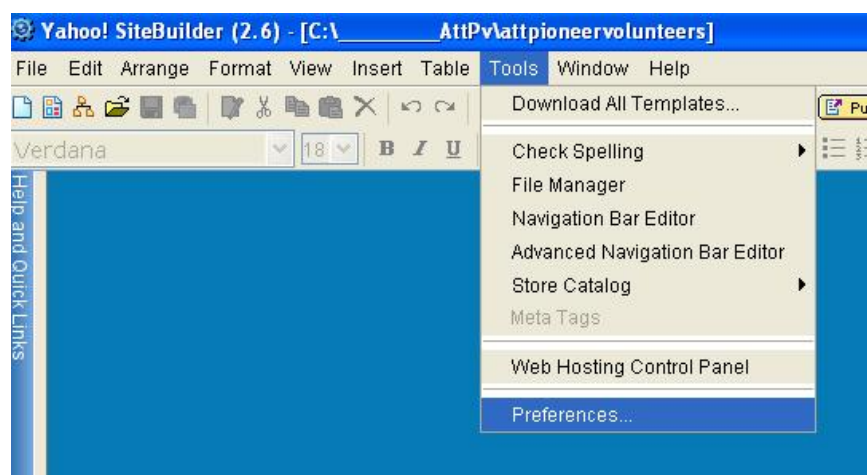 Yahoo! SiteBuilder (2.6) - [C:\________AttPv\attpioneervolunteers]
File Edit Arrange Format View Insert Table Tools Window Help
Download All Templates...
Verdana 18 B I U
Check Spelling
File Manager
Navigation Bar Editor
Advanced Navigation Bar Editor
Store Catalog
Meta Tags
Web Hosting Control Panel
Preferences...
Help and Quick Links